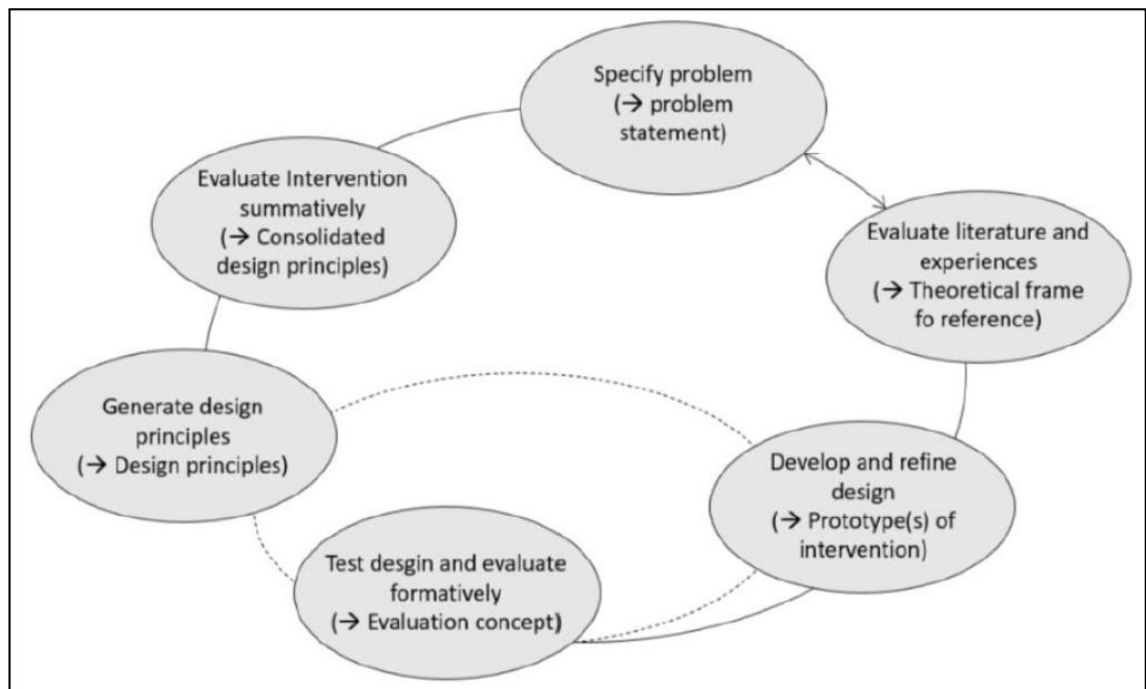 Specify problem
(→ problem
statement)
Evaluate literature and
experiences
(→ Theoretical frame
fo reference)
Develop and refine
design
(→ Prototype(s) of
intervention)
Test desgin and evaluate
formatively
(→ Evaluation concept)
Generate design
principles
(→ Design principles)
Evaluate Intervention
summatively
(→ Consolidated
design principles)